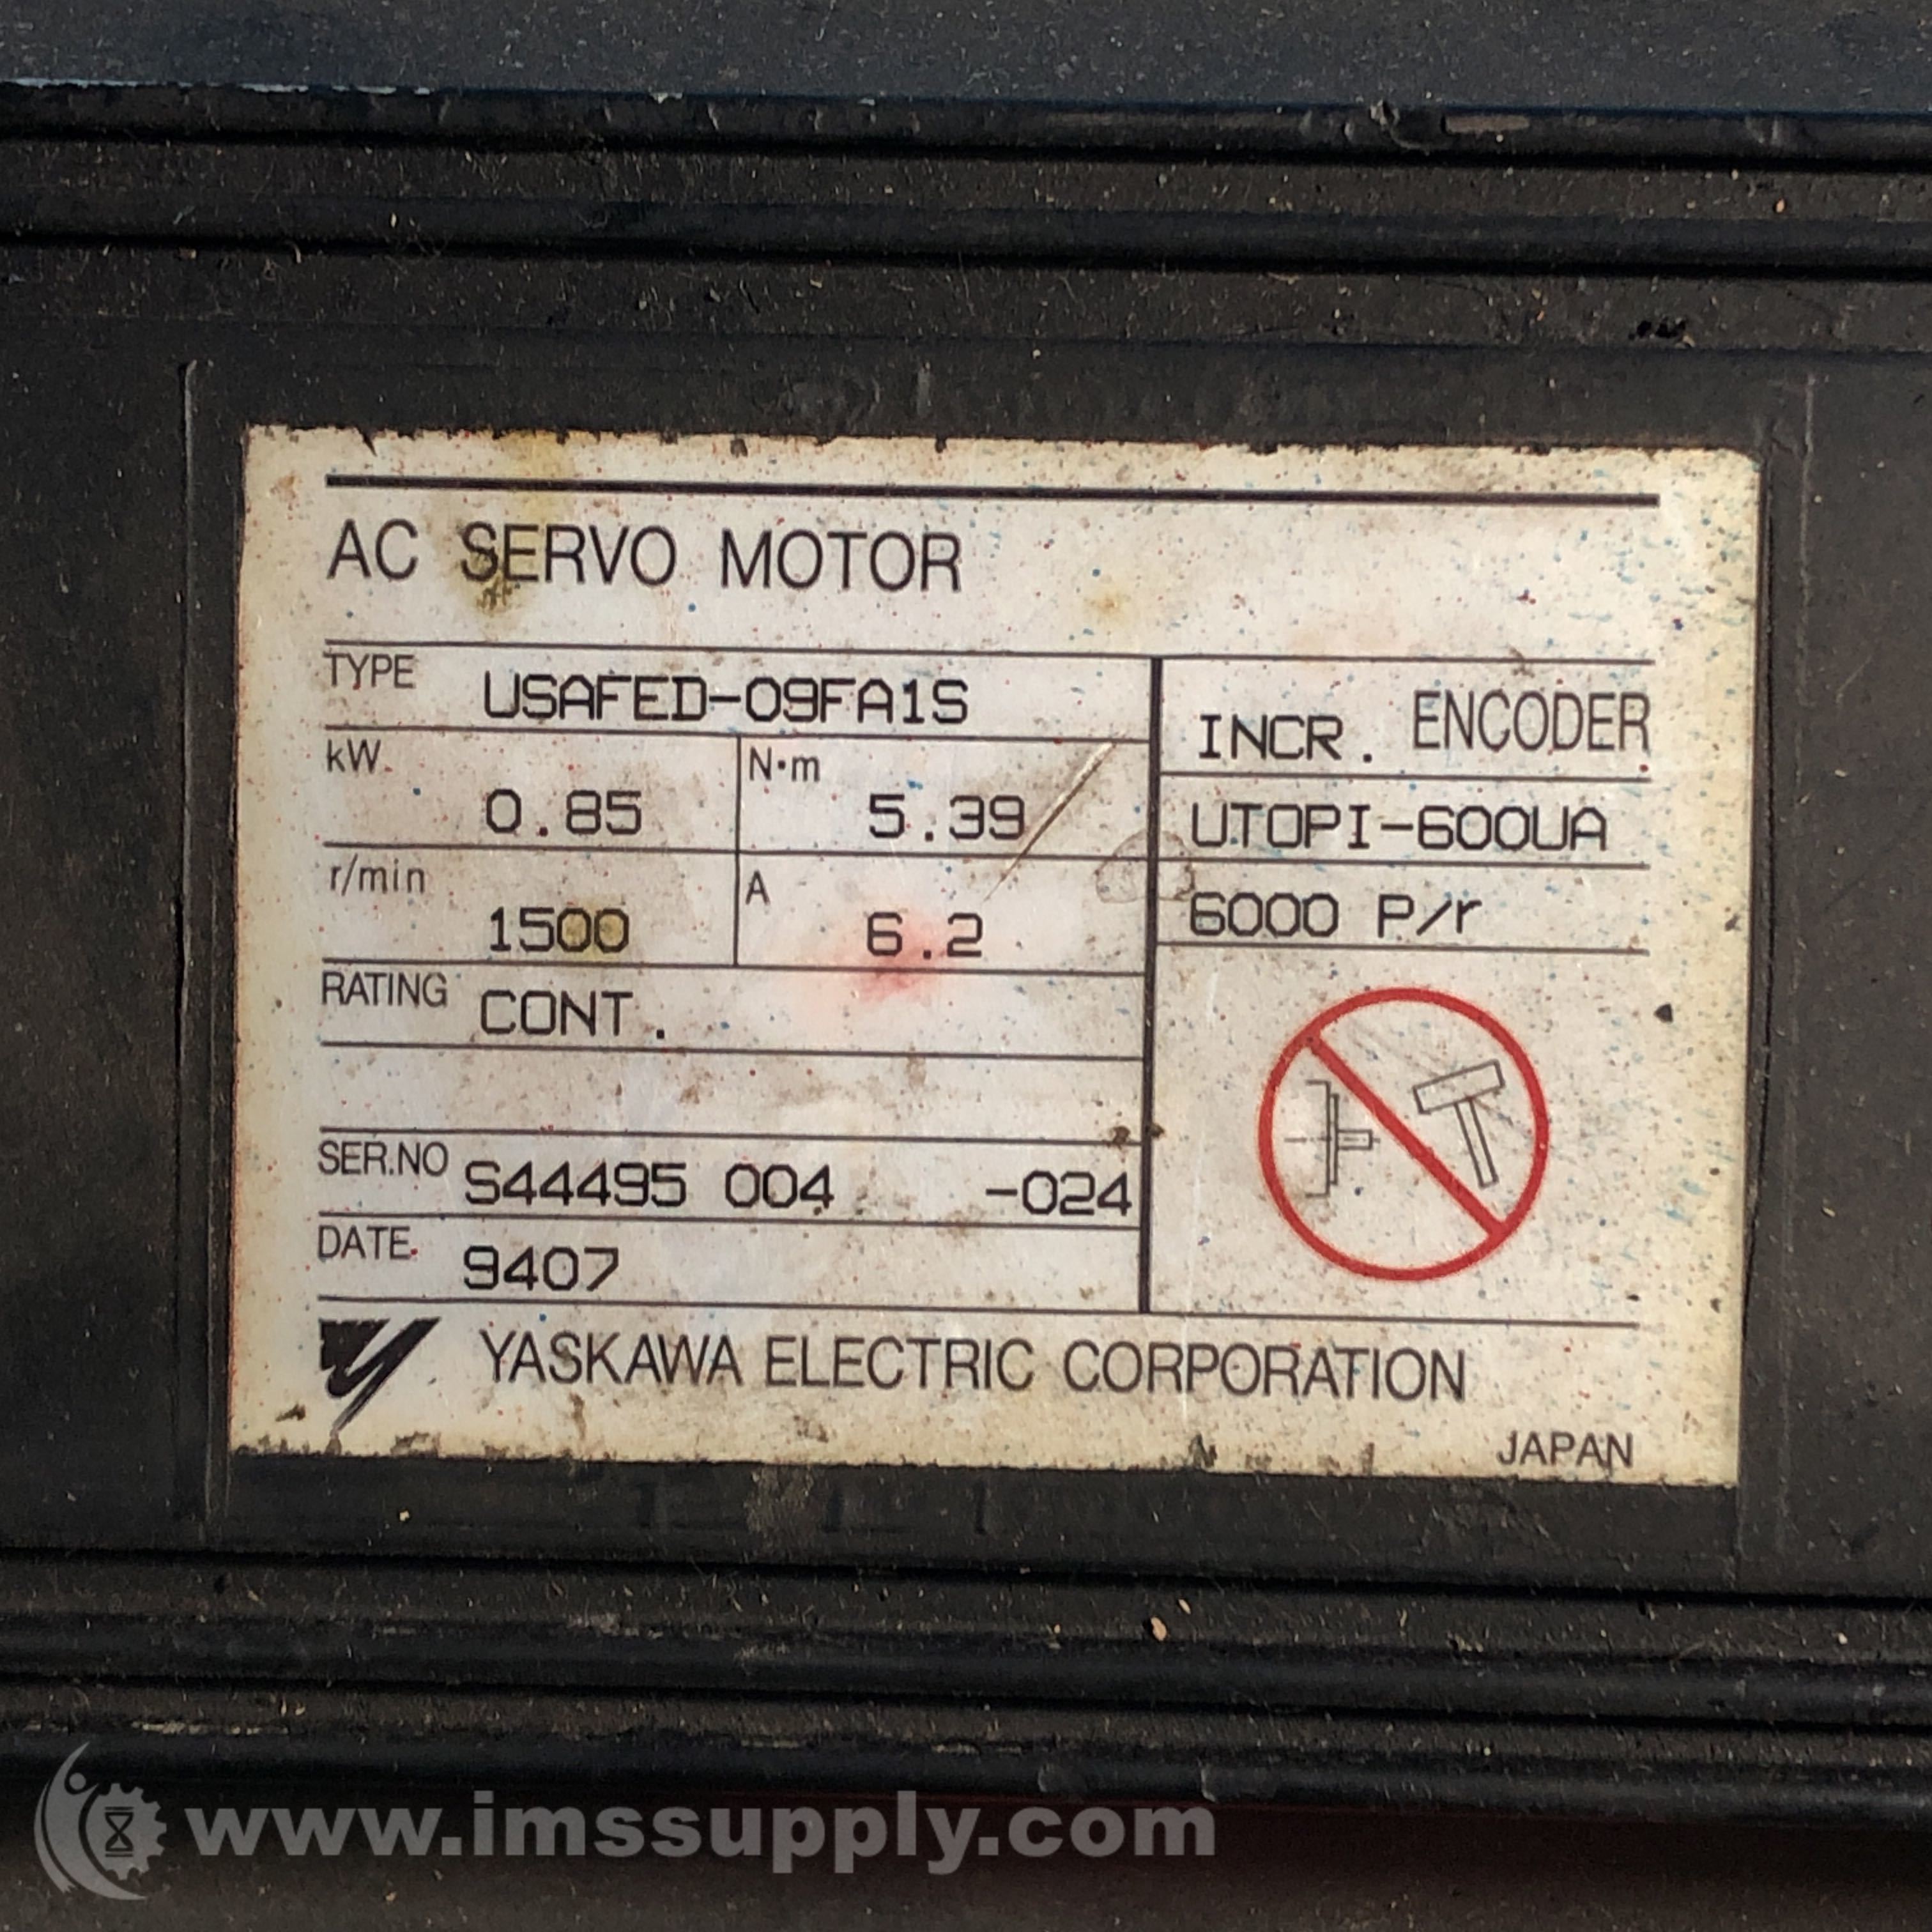 AC SERVO MOTOR
TYPE USAFED-09FA1S
kW 0.85 N·m 5.39
r/min 1500 A 6.2
RATING CONT.
SER.NO S44495 004 -024
DATE 9407
INCR. ENCODER
UTOPI-600UA
6000 P/r
YASKAWA ELECTRIC CORPORATION
JAPAN
www.imssupply.com